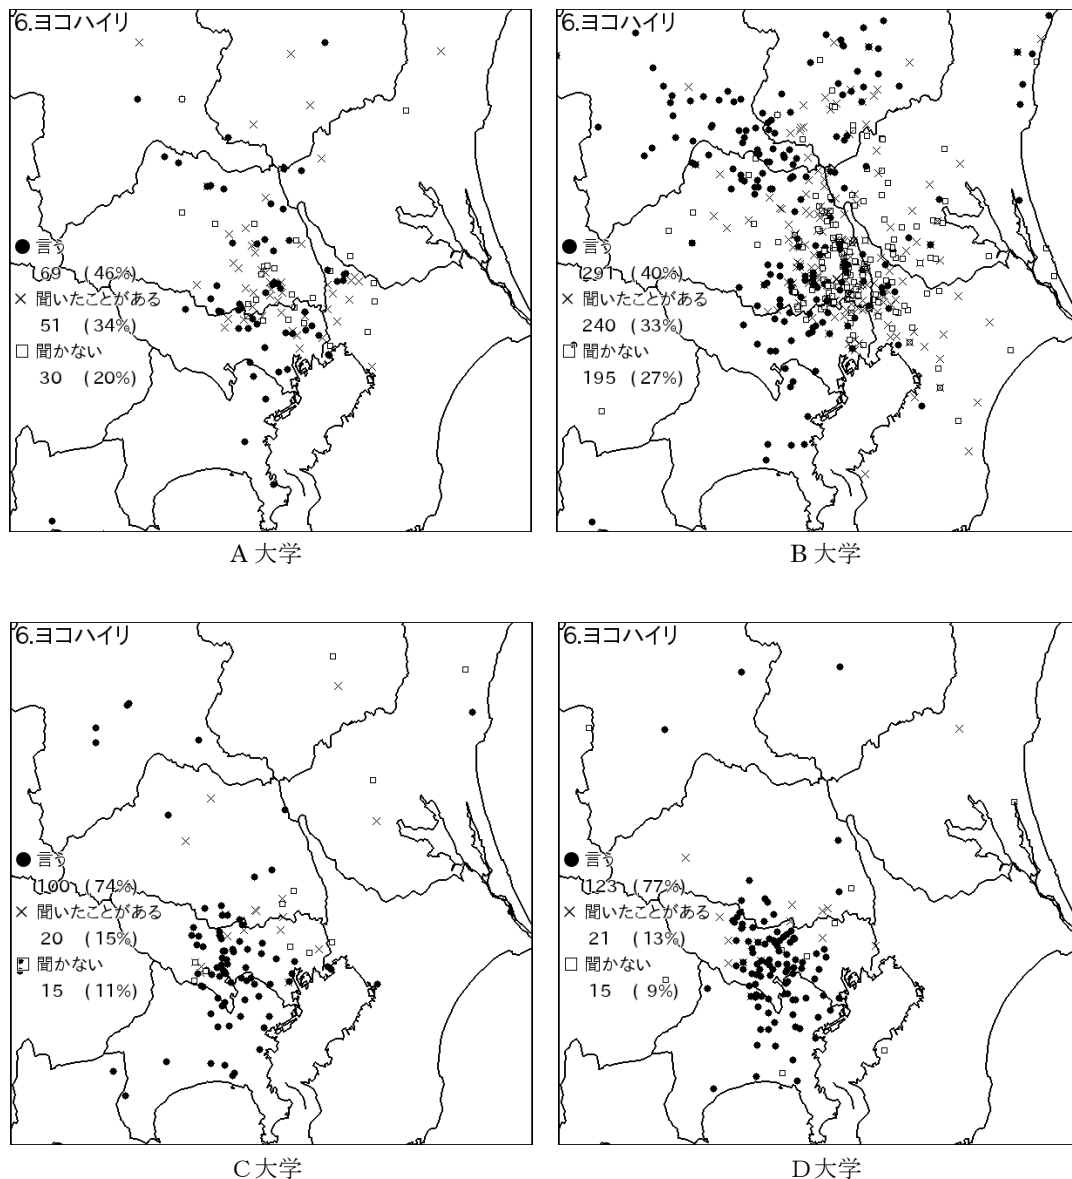 6.ヨコハイリ
● 言う
69 (46%)
× 聞いたことがある
51 (34%)
□ 聞かない
30 (20%)
A 大学
6.ヨコハイリ
● 言う
291 (40%)
× 聞いたことがある
240 (33%)
□ 聞かない
195 (27%)
B 大学
6.ヨコハイリ
● 言う
100 (74%)
× 聞いたことがある
20 (15%)
□ 聞かない
15 (11%)
C大学
6.ヨコハイリ
● 言う
123 (77%)
× 聞いたことがある
21 (13%)
□ 聞かない
15 ( 9%)
D大学